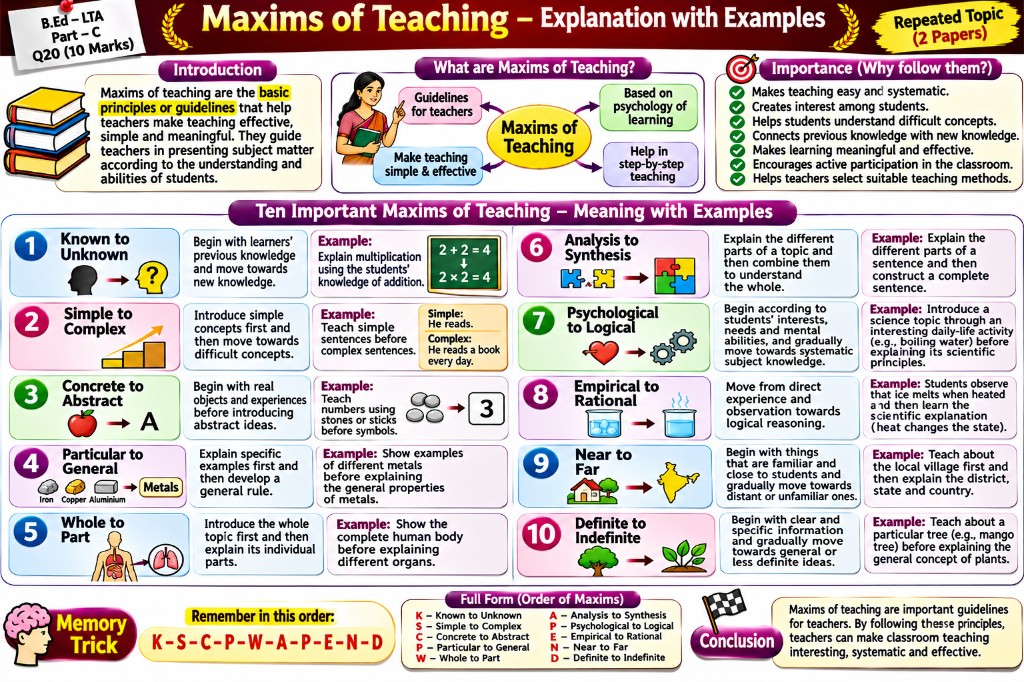 B.Ed – LTA
Part – C
Q20 (10 Marks)
Maxims of Teaching – Explanation with Examples
Repeated Topic
(2 Papers)
Introduction
Maxims of teaching are the basic
principles or guidelines that help
teachers make teaching effective,
simple and meaningful. They guide
teachers in presenting subject matter
according to the understanding and
abilities of students.
What are Maxims of Teaching?
Guidelines
for teachers
Based on
psychology of
learning
Maxims of
Teaching
Make teaching
simple & effective
Help in
step-by-step
teaching
Importance (Why follow them?)
Makes teaching easy and systematic.
Creates interest among students.
Helps students understand difficult concepts.
Connects previous knowledge with new knowledge.
Makes learning meaningful and effective.
Encourages active participation in the classroom.
Helps teachers select suitable teaching methods.
Ten Important Maxims of Teaching – Meaning with Examples
1
Known to
Unknown
?
Begin with learners'
previous knowledge
and move towards
new knowledge.
Example:
Explain multiplication
using the students'
knowledge of addition.
2 + 2 = 4
2 × 2 = 4
2
Simple to
Complex
Introduce simple
concepts first and
then move towards
difficult concepts.
Example:
Teach simple
sentences before
complex sentences.
Simple:
He reads.
Complex:
He reads a book
every day.
3
Concrete to
Abstract
A
Begin with real
objects and experiences
before introducing
abstract ideas.
Example:
Teach
numbers using
stones or sticks
before symbols.
3
4
Particular to
General
Iron Copper Aluminium
Metals
Explain specific
examples first and
then develop a
general rule.
Example: Show examples
of different metals
before explaining
the general properties
of metals.
5
Whole to
Part
Introduce the whole
topic first and then
explain its individual
parts.
Example: Show the
complete human body
before explaining
different organs.
6
Analysis to
Synthesis
Explain the different
parts of a topic and
then combine them
to understand
the whole.
Example: Explain the
different parts of a
sentence and then
construct a complete
sentence.
7
Psychological
to Logical
Begin according to
students' interests,
needs and mental
abilities, and gradually
move towards systematic
subject knowledge.
Example: Introduce a
science topic through an
interesting daily-life activity
(e.g., boiling water) before
explaining its scientific
principles.
8
Empirical to
Rational
Move from direct
experience and
observation towards
logical reasoning.
Example: Students observe
that ice melts when heated
and then learn the
scientific explanation
(heat changes the state).
9
Near to
Far
Begin with things
that are familiar and
close to students and
gradually move towards
distant or unfamiliar ones.
Example: Teach about
the local village first and
then explain the district,
state and country.
10
Definite to
Indefinite
Begin with clear and
specific information
and gradually move
towards general or
less definite ideas.
Example: Teach about a
particular tree (e.g., mango
tree) before explaining the
general concept of plants.
Memory
Trick
Remember in this order:
K-S-C-P-W-A-P-E-N-D
Full Form (Order of Maxims)
K – Known to Unknown
S – Simple to Complex
C – Concrete to Abstract
P – Particular to General
W – Whole to Part
A – Analysis to Synthesis
P – Psychological to Logical
E – Empirical to Rational
N – Near to Far
D – Definite to Indefinite
Conclusion
Maxims of teaching are important guidelines
for teachers. By following these principles,
teachers can make classroom teaching
interesting, systematic and effective.